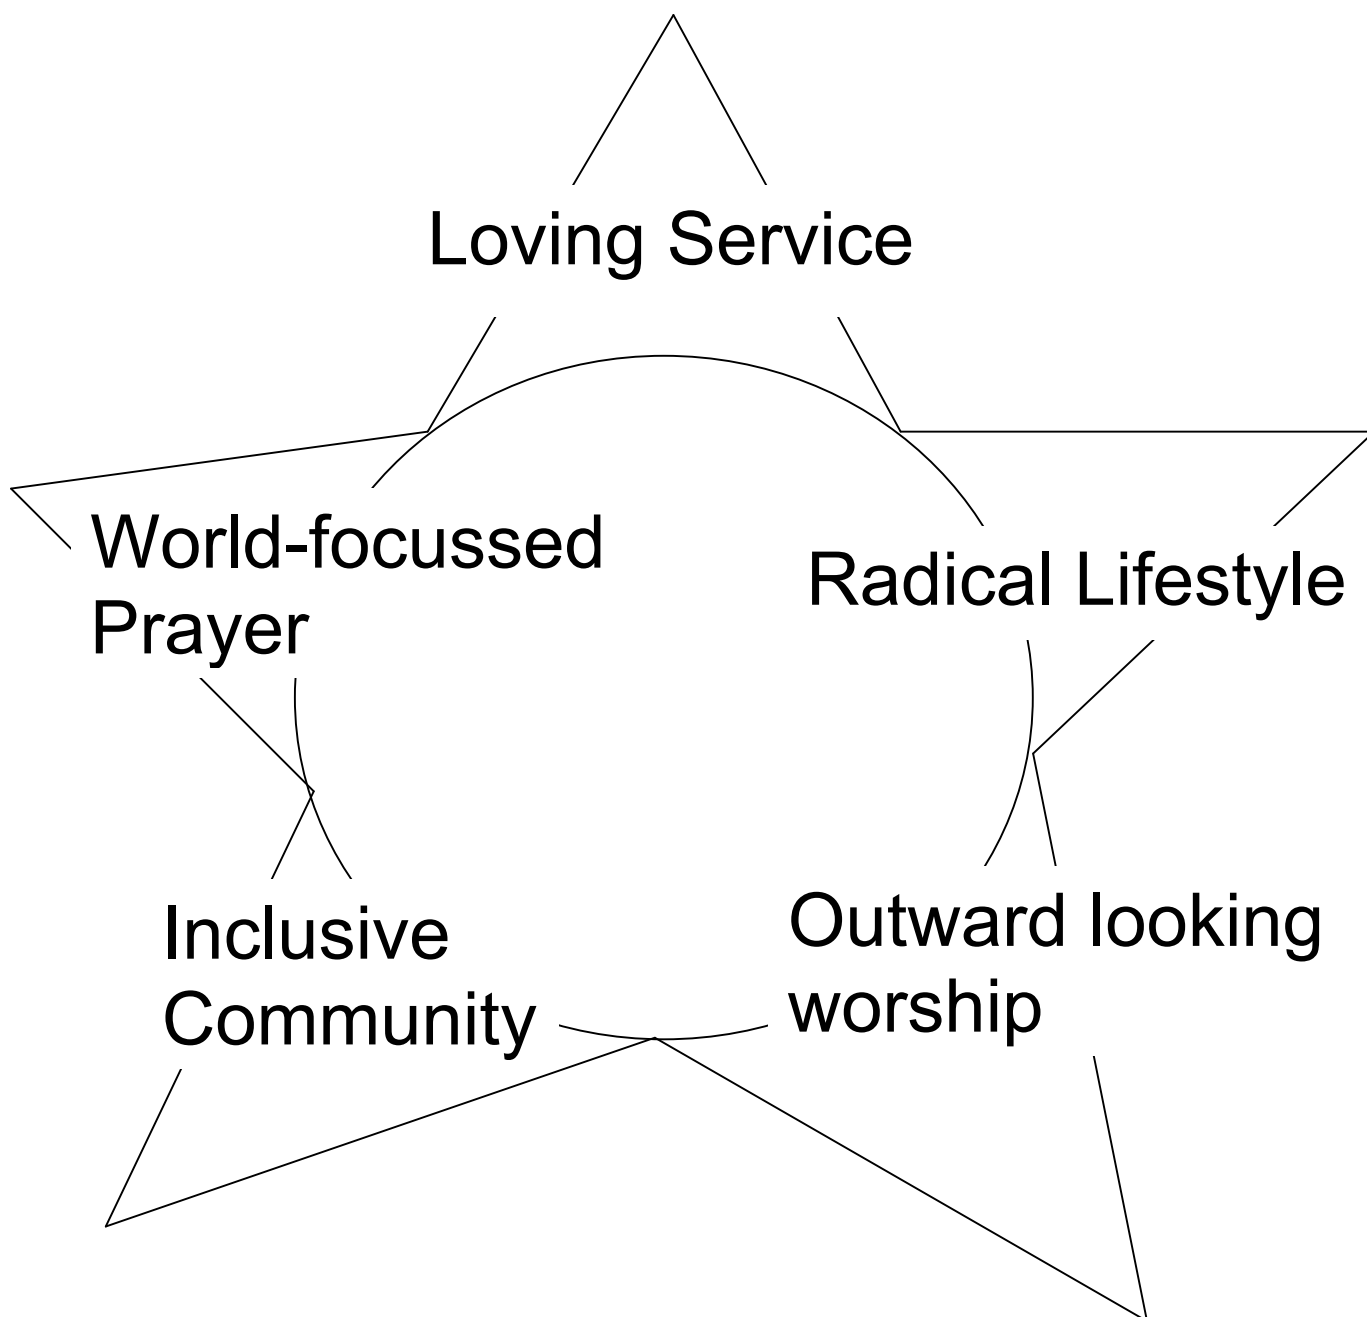 Loving Service
World-focussed
Prayer
Radical Lifestyle
Inclusive
Community
Outward looking
worship